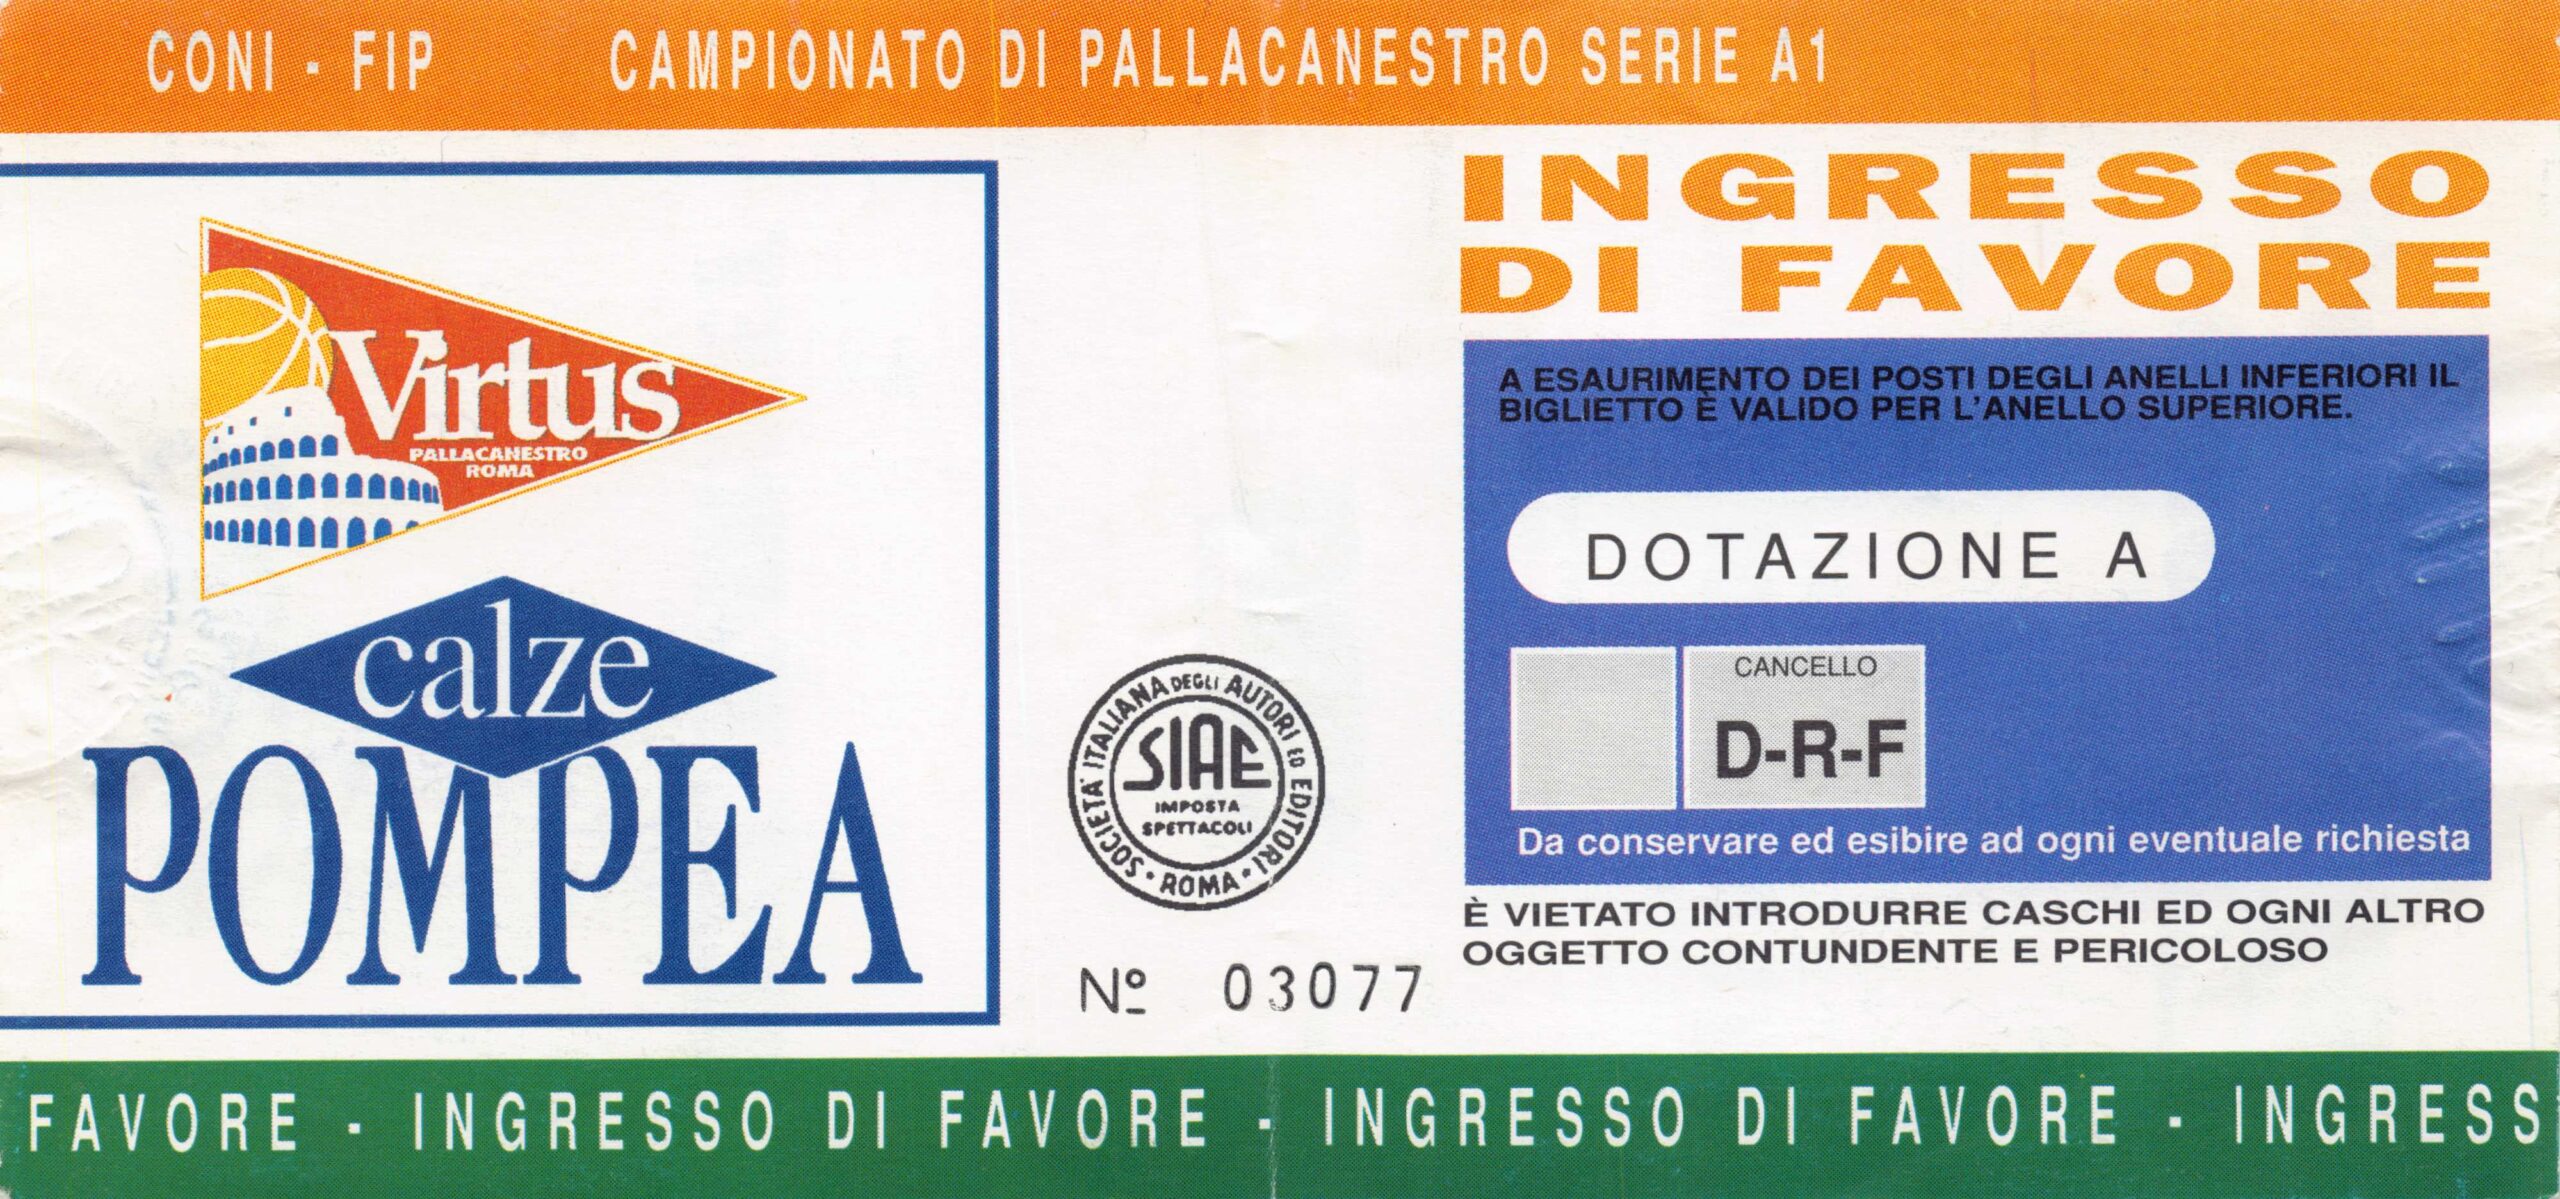 CONI - FIP CAMPIONATO DI PALLACANESTRO SERIE A1
Virtus
PALLACANESTRO
ROMA
calze
POMPEA
SOCIETA' ITALIANA DEGLI AUTORI ED EDITORI
SIAE
IMPOSTA
SPETTACOLI
• ROMA •
Nº 03077
INGRESSO
DI FAVORE
A ESAURIMENTO DEI POSTI DEGLI ANELLI INFERIORI IL
BIGLIETTO È VALIDO PER L'ANELLO SUPERIORE.
DOTAZIONE A
CANCELLO
D-R-F
Da conservare ed esibire ad ogni eventuale richiesta
È VIETATO INTRODURRE CASCHI ED OGNI ALTRO
OGGETTO CONTUNDENTE E PERICOLOSO
FAVORE - INGRESSO DI FAVORE - INGRESSO DI FAVORE - INGRESS